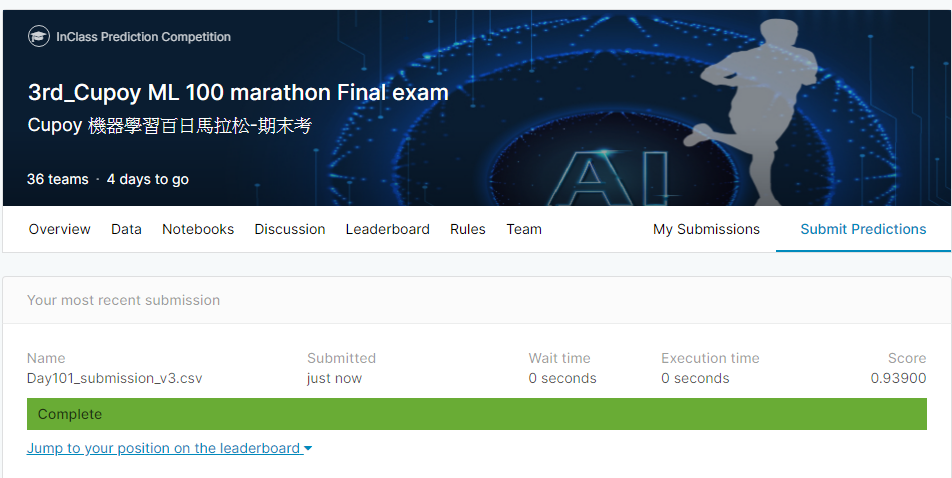 InClass Prediction Competition
3rd_Cupoy ML 100 marathon Final exam
Cupoy 機器學習百日馬拉松-期末考
36 teams · 4 days to go
AI
Overview Data Notebooks Discussion Leaderboard Rules Team My Submissions Submit Predictions
Your most recent submission
Name Submitted Wait time Execution time Score
Day101_submission_v3.csv just now 0 seconds 0 seconds 0.93900
Complete
Jump to your position on the leaderboard